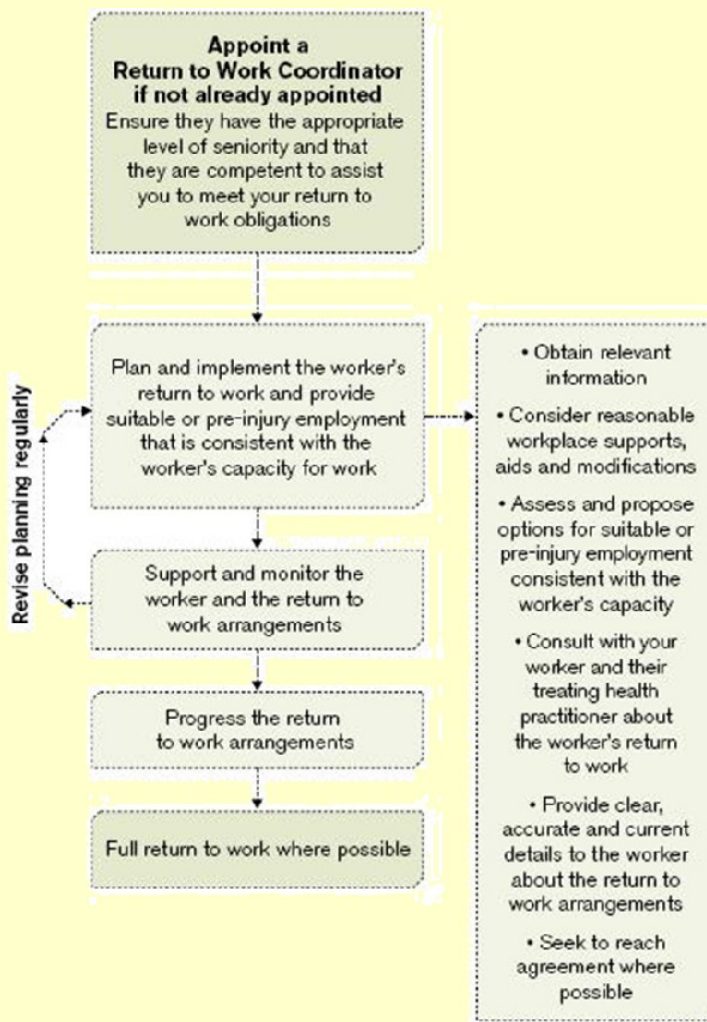 Appoint a
Return to Work Coordinator
if not already appointed
Ensure they have the appropriate
level of seniority and that
they are competent to assist
you to meet your return to
work obligations
Plan and implement the worker's
return to work and provide
suitable or pre-injury employment
that is consistent with the
worker's capacity for work
Revise planning regularly
Support and monitor the
worker and the return to
work arrangements
Progress the return
to work arrangements
Full return to work where possible
• Obtain relevant
information
• Consider reasonable
workplace supports,
aids and modifications
• Assess and propose
options for suitable or
pre-injury employment
consistent with the
worker's capacity
• Consult with your
worker and their
treating health
practitioner about
the worker's return
to work
• Provide clear,
accurate and current
details to the worker
about the return to
work arrangements
• Seek to reach
agreement where
possible